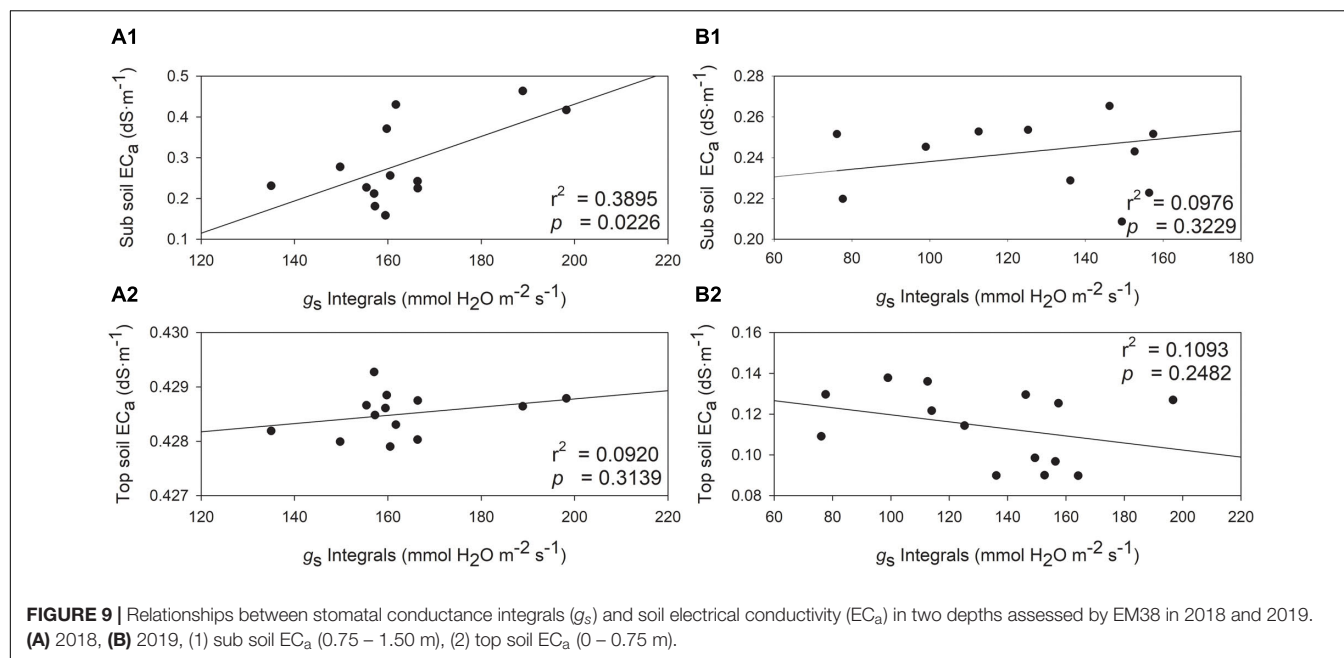 A1
Sub soil ECa (dS·m-1)
0.5
0.4
0.3
0.2
0.1
r2 = 0.3895
p = 0.0226
120 140 160 180 200 220
gs Integrals (mmol H2O m-2 s-1)
B1
Sub soil ECa (dS·m-1)
0.28
0.26
0.24
0.22
0.20
r2 = 0.0976
p = 0.3229
60 80 100 120 140 160 180
gs Integrals (mmol H2O m-2 s-1)
A2
Top soil ECa (dS·m-1)
0.430
0.429
0.428
0.427
r2 = 0.0920
p = 0.3139
120 140 160 180 200 220
gs Integrals (mmol H2O m-2 s-1)
B2
Top soil ECa (dS·m-1)
0.16
0.14
0.12
0.10
0.08
r2 = 0.1093
p = 0.2482
60 80 100 120 140 160 180 200 220
gs Integrals (mmol H2O m-2 s-1)
FIGURE 9 | Relationships between stomatal conductance integrals (gs) and soil electrical conductivity (ECa) in two depths assessed by EM38 in 2018 and 2019.
(A) 2018, (B) 2019, (1) sub soil ECa (0.75 – 1.50 m), (2) top soil ECa (0 – 0.75 m).